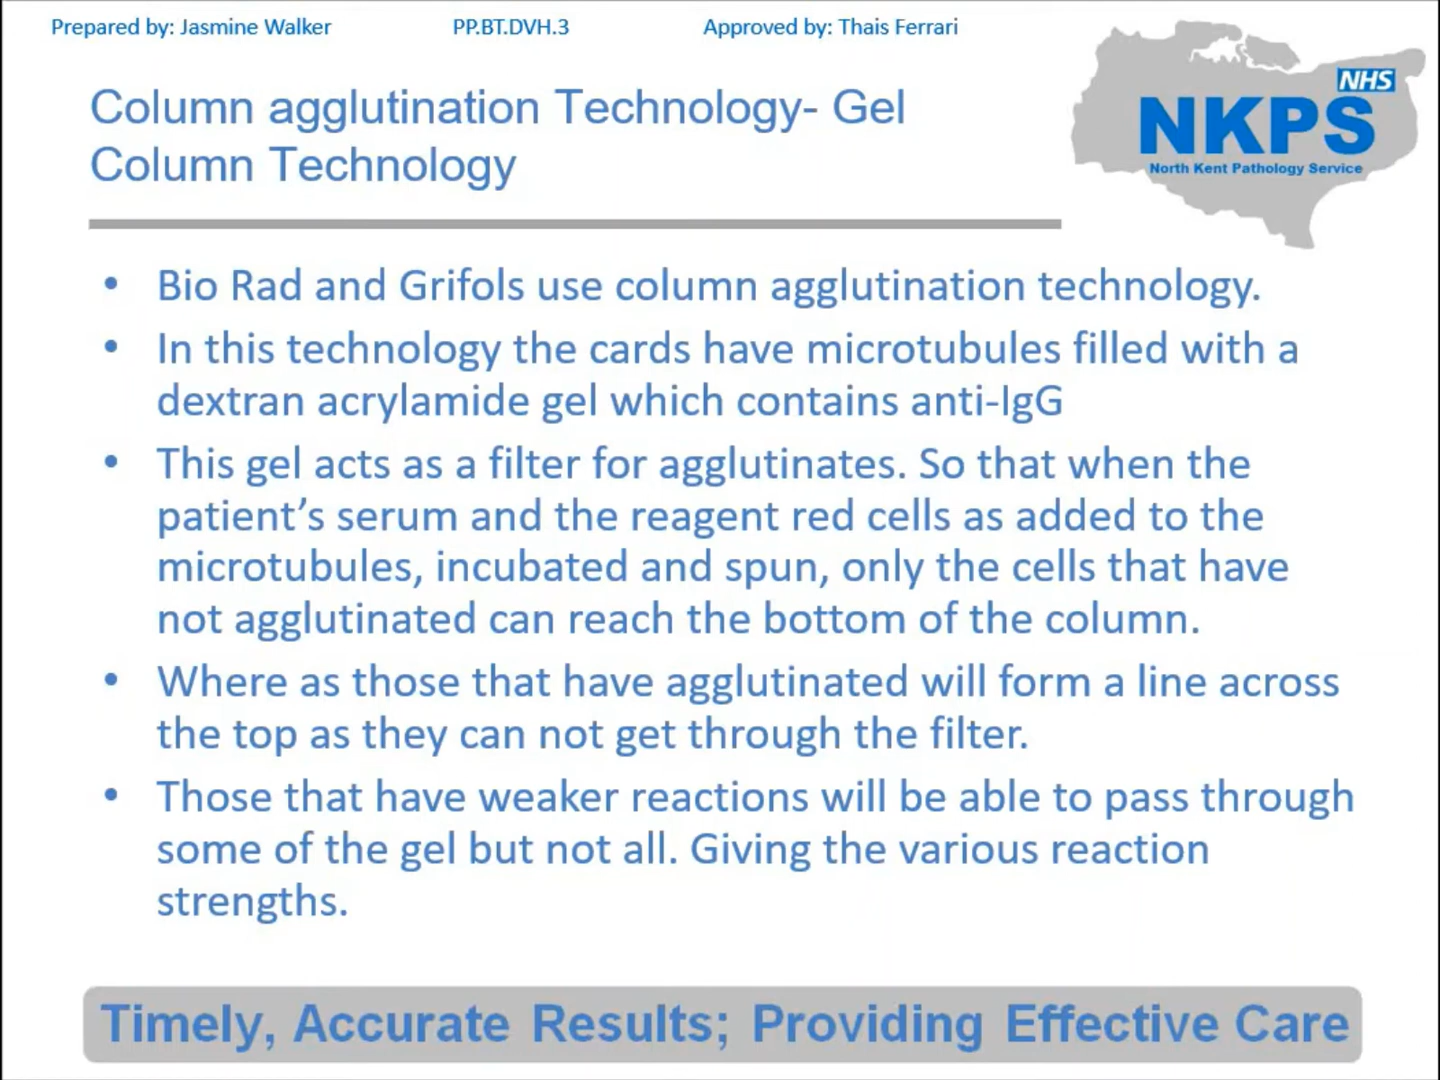 Prepared by: Jasmine Walker PP.BT.DVH.3 Approved by: Thais Ferrari
NHS
NKPS
North Kent Pathology Service
Column agglutination Technology- Gel
Column Technology
• Bio Rad and Grifols use column agglutination technology.
• In this technology the cards have microtubules filled with a
dextran acrylamide gel which contains anti-IgG
• This gel acts as a filter for agglutinates. So that when the
patient’s serum and the reagent red cells as added to the
microtubules, incubated and spun, only the cells that have
not agglutinated can reach the bottom of the column.
• Where as those that have agglutinated will form a line across
the top as they can not get through the filter.
• Those that have weaker reactions will be able to pass through
some of the gel but not all. Giving the various reaction
strengths.
Timely, Accurate Results; Providing Effective Care